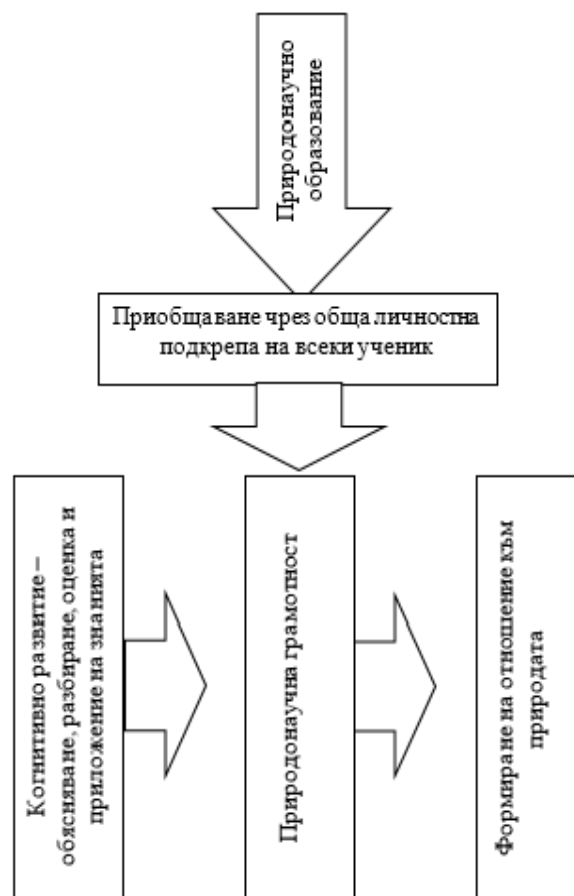 Природонаучно
образование
Приобщаване чрез обща личностна
подкрепа на всеки ученик
Когнитивно развитие –
обясняване, разбиране, оценка и
приложение на знанията
Природонаучна грамотност
Формиране на отношение към
природата